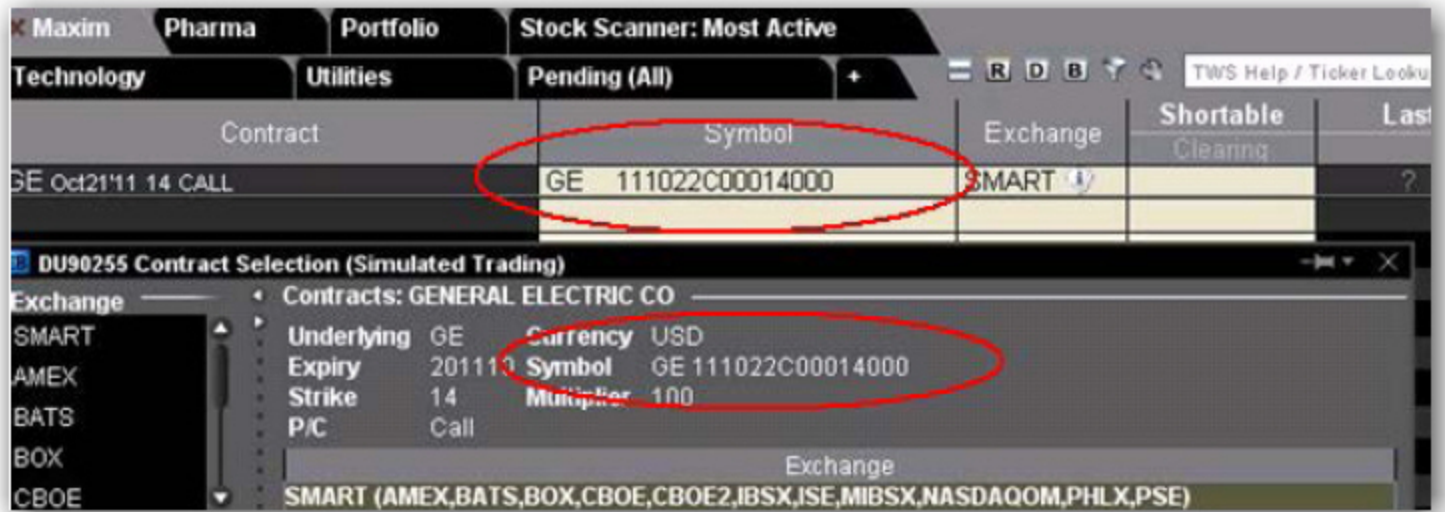 Maxim Pharma Portfolio Stock Scanner: Most Active
Technology Utilities Pending (All) + R D B TWS Help / Ticker Looku
Contract Symbol Exchange Shortable Last
Clearing
GE Oct21'11 14 CALL GE 111022C00014000 SMART i ?
DU90255 Contract Selection (Simulated Trading)
Exchange Contracts: GENERAL ELECTRIC CO
SMART Underlying GE Currency USD
AMEX Expiry 201110 Symbol GE 111022C00014000
Strike 14 Multiplier 100
BATS P/C Call
BOX Exchange
CBOE SMART (AMEX,BATS,BOX,CBOE,CBOE2,IBSX,ISE,MIBSX,NASDAQOM,PHLX,PSE)